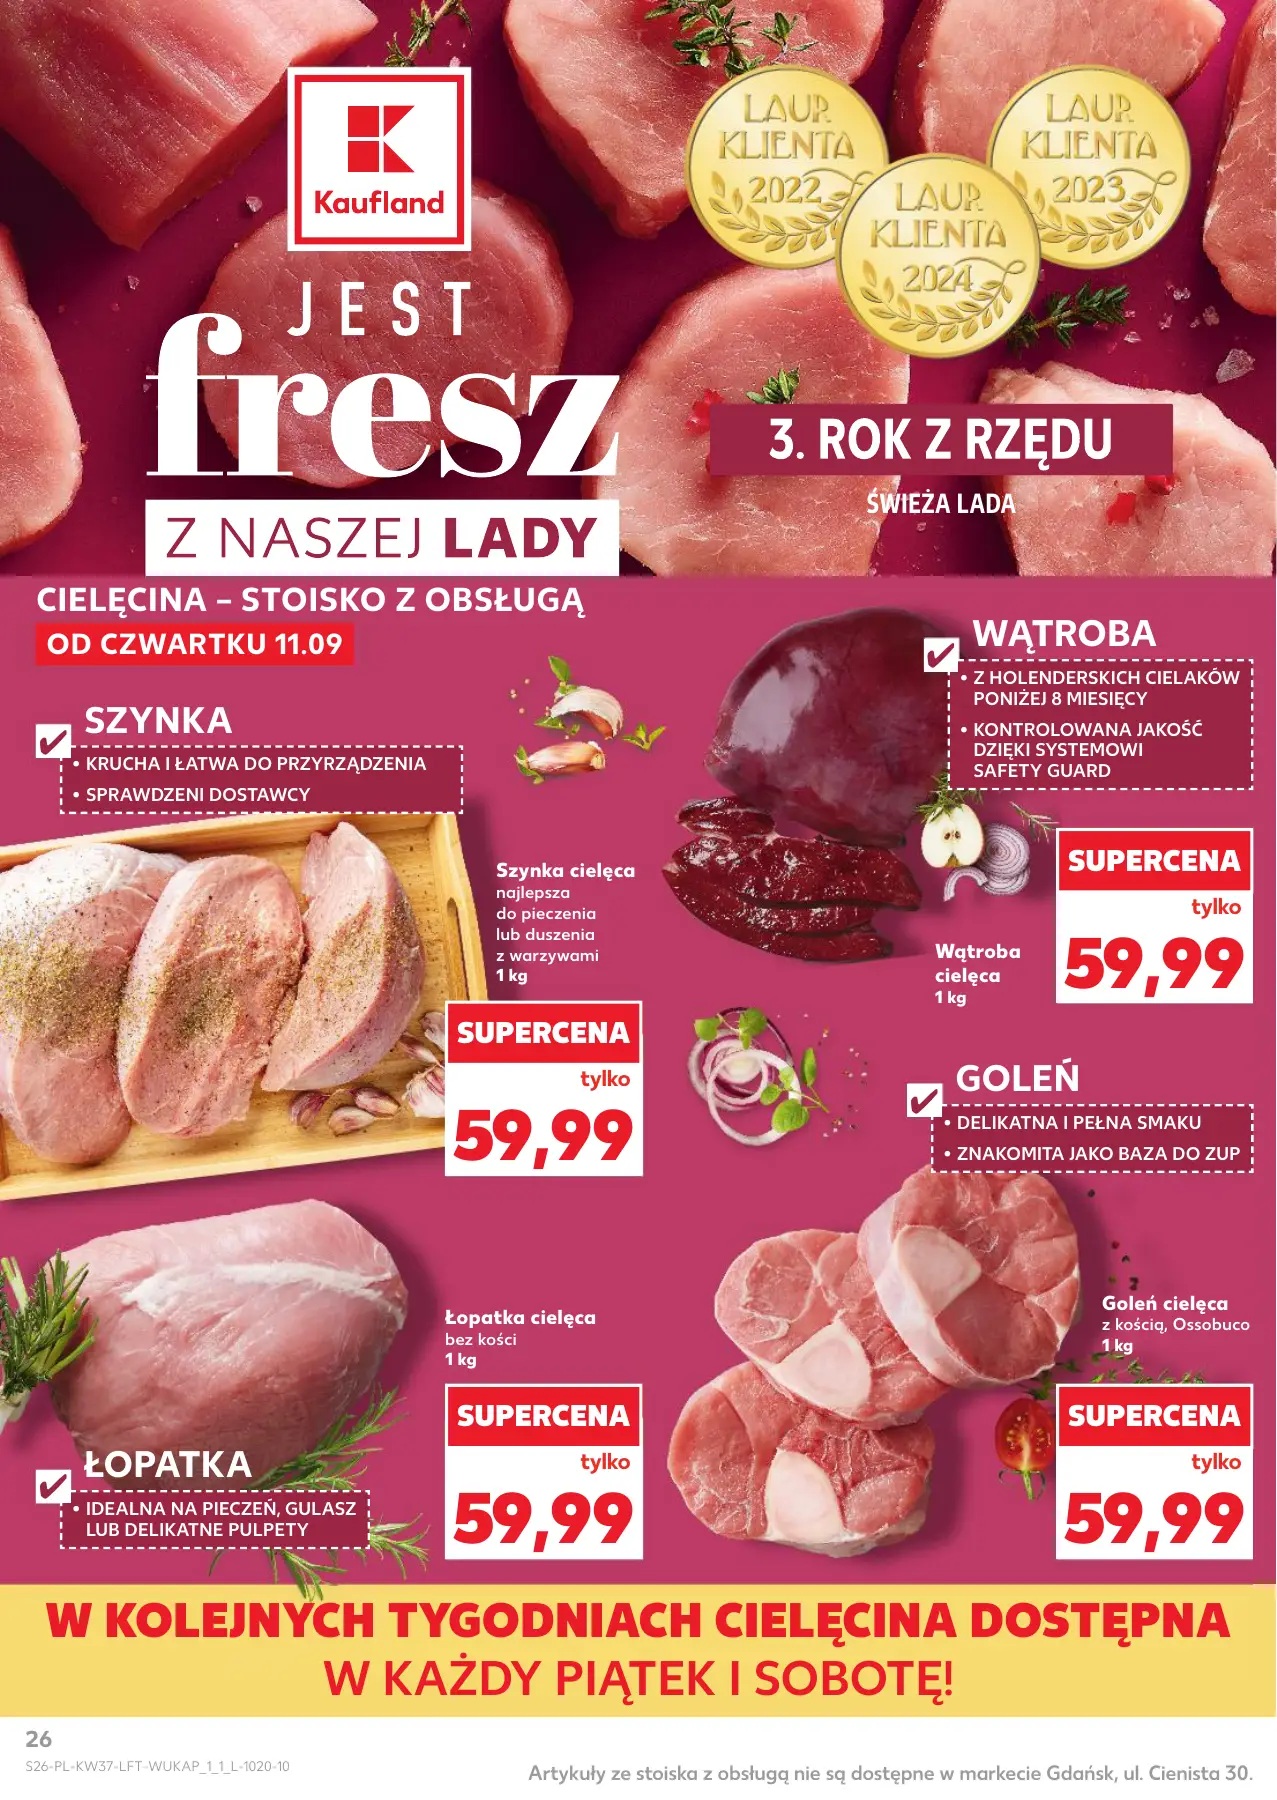 Kaufland
JEST
fresz
Z NASZEJ LADY
LAUR
KLIENTA
2022
LAUR
KLIENTA
2024
LAUR
KLIENTA
2023
3. ROK Z RZĘDU
ŚWIEŻA LADA
CIELĘCINA – STOISKO Z OBSŁUGĄ
OD CZWARTKU 11.09
SZYNKA
• KRUCHA I ŁATWA DO PRZYRZĄDZENIA
• SPRAWDZENI DOSTAWCY
Szynka cielęca
najlepsza
do pieczenia
lub duszenia
z warzywami
1 kg
SUPERCENA
tylko
59,99
WĄTROBA
• Z HOLENDERSKICH CIELAKÓW
PONIŻEJ 8 MIESIĘCY
• KONTROLOWANA JAKOŚĆ
DZIĘKI SYSTEMOWI
SAFETY GUARD
Wątroba
cielęca
1 kg
SUPERCENA
tylko
59,99
GOLEŃ
• DELIKATNA I PEŁNA SMAKU
• ZNAKOMITA JAKO BAZA DO ZUP
Goleń cielęca
z kością, Ossobuco
1 kg
SUPERCENA
tylko
59,99
Łopatka cielęca
bez kości
1 kg
SUPERCENA
tylko
59,99
ŁOPATKA
• IDEALNA NA PIECZEŃ, GULASZ
LUB DELIKATNE PULPETY
W KOLEJNYCH TYGODNIACH CIELĘCINA DOSTĘPNA
W KAŻDY PIĄTEK I SOBOTĘ!
26
S26-PL-KW37-LFT-WUKAP_1_1_L-1020-10
Artykuły ze stoiska z obsługą nie są dostępne w markecie Gdańsk, ul. Cienista 30.